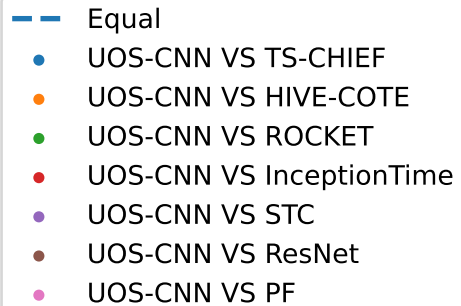 Equal
UOS-CNN VS TS-CHIEF
UOS-CNN VS HIVE-COTE
UOS-CNN VS ROCKET
UOS-CNN VS InceptionTime
UOS-CNN VS STC
UOS-CNN VS ResNet
UOS-CNN VS PF